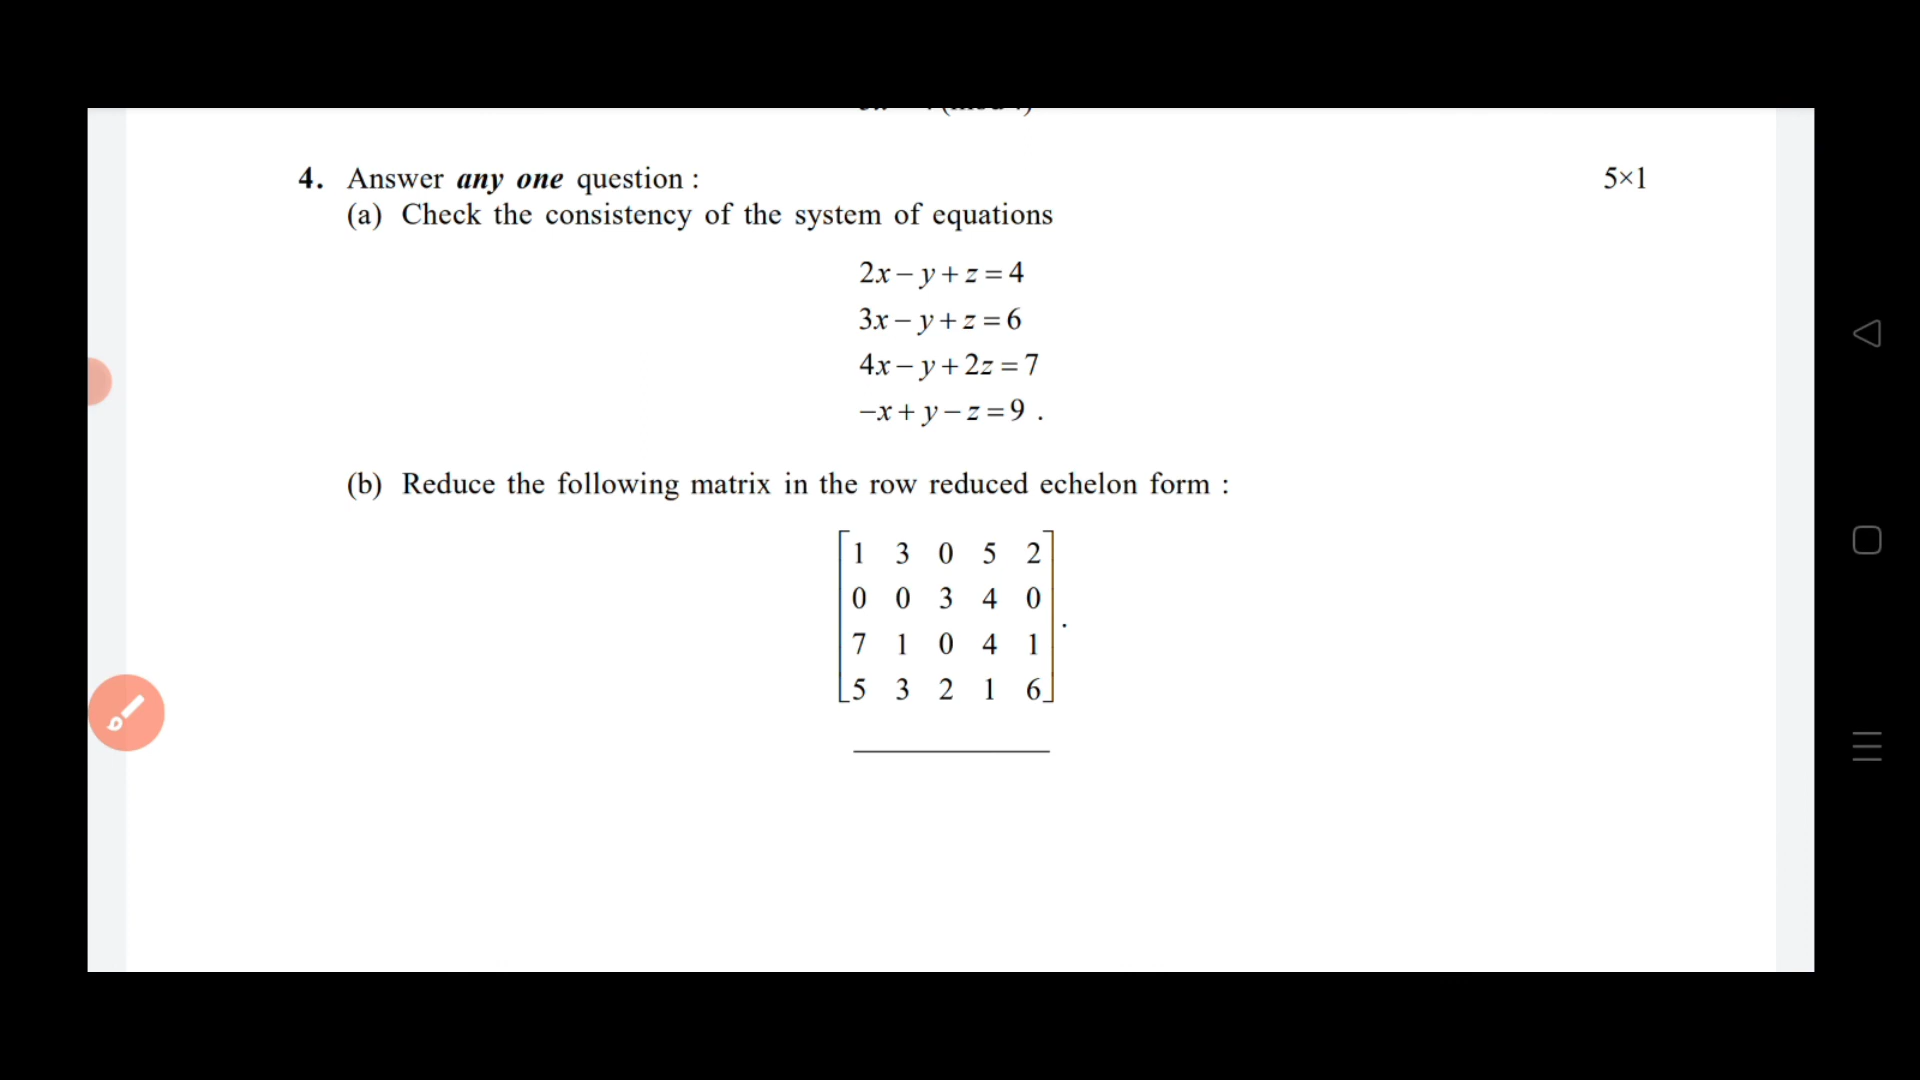 4. Answer any one question : 5×1
(a) Check the consistency of the system of equations
2x – y + z = 4
3x – y + z = 6
4x – y + 2z = 7
–x + y – z = 9 .
(b) Reduce the following matrix in the row reduced echelon form :
1 3 0 5 2
0 0 3 4 0
7 1 0 4 1
5 3 2 1 6
.